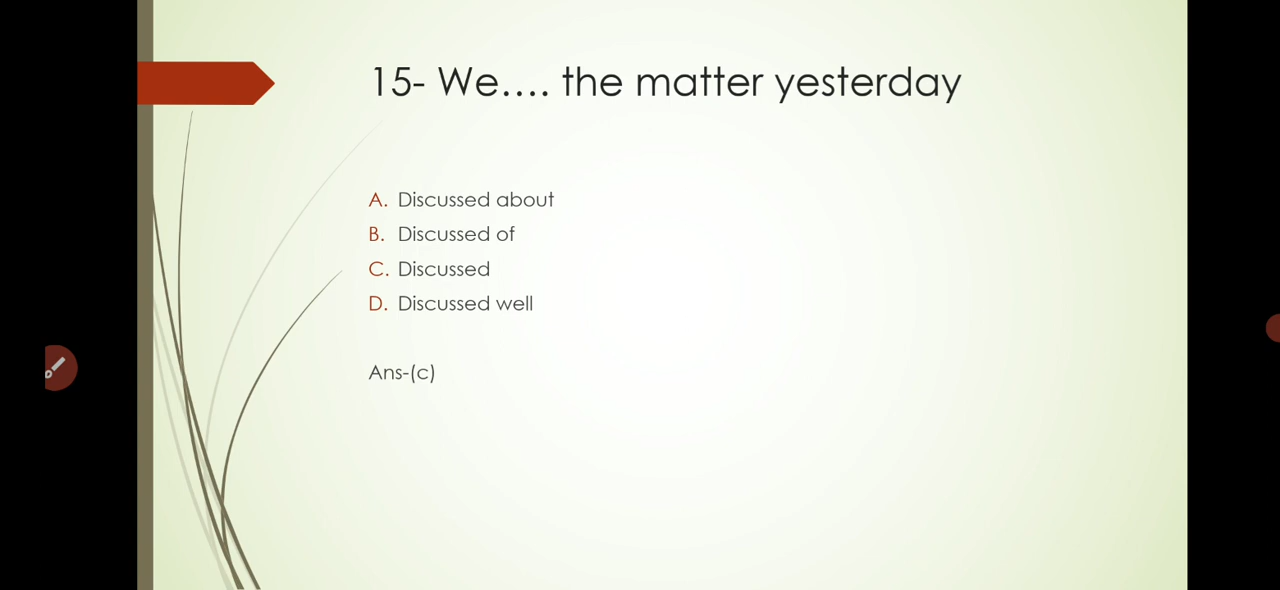 15- We.... the matter yesterday
A. Discussed about
B. Discussed of
C. Discussed
D. Discussed well
Ans-(c)